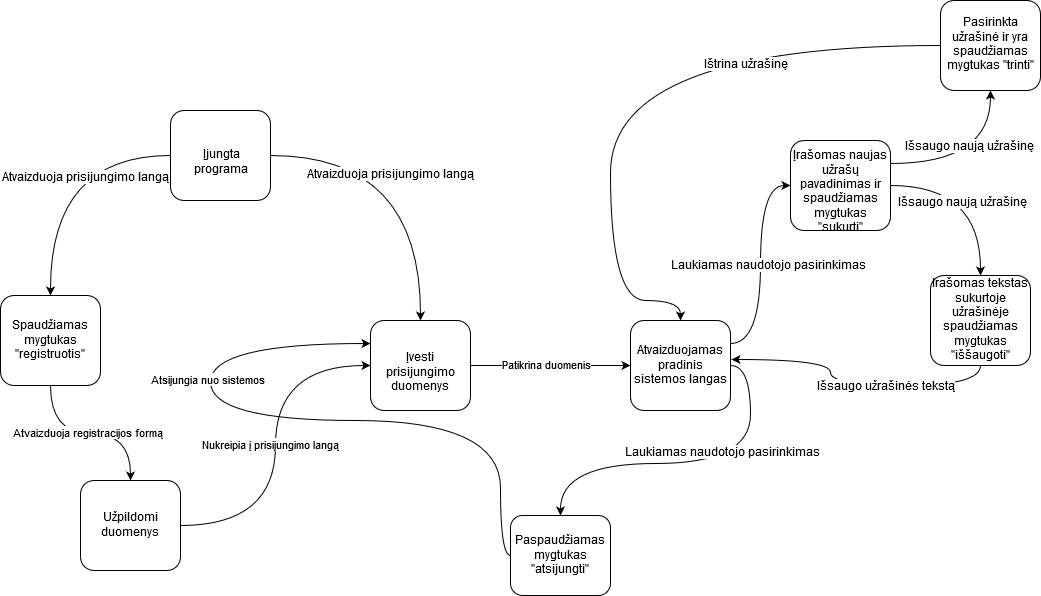 Pasirinkta
užrašinė ir yra
spaudžiamas
mygtukas "trinti"
Ištrina užrašinę
Įjungta
programa
Atvaizduoja prisijungimo langą
Atvaizduoja prisijungimo langą
Įrašomas naujas
užrašų
pavadinimas ir
spaudžiamas
mygtukas
"sukurti"
Išsaugo naują užrašinę
Išsaugo naują užrašinę
Laukiamas naudotojo pasirinkimas
Spaudžiamas
mygtukas
"registruotis"
Įvesti
prisijungimo
duomenys
Patikrina duomenis
Atvaizduojamas
pradinis
sistemos langas
Įrašomas tekstas
sukurtoje
užrašinėje
spaudžiamas
mygtukas
"iššaugoti"
Atsijungia nuo sistemos
Išsaugo užrašinės tekstą
Atvaizduoja registracijos formą
Nukreipia į prisijungimo langą
Laukiamas naudotojo pasirinkimas
Užpildomi
duomenys
Paspaudžiamas
mygtukas
"atsijungti"